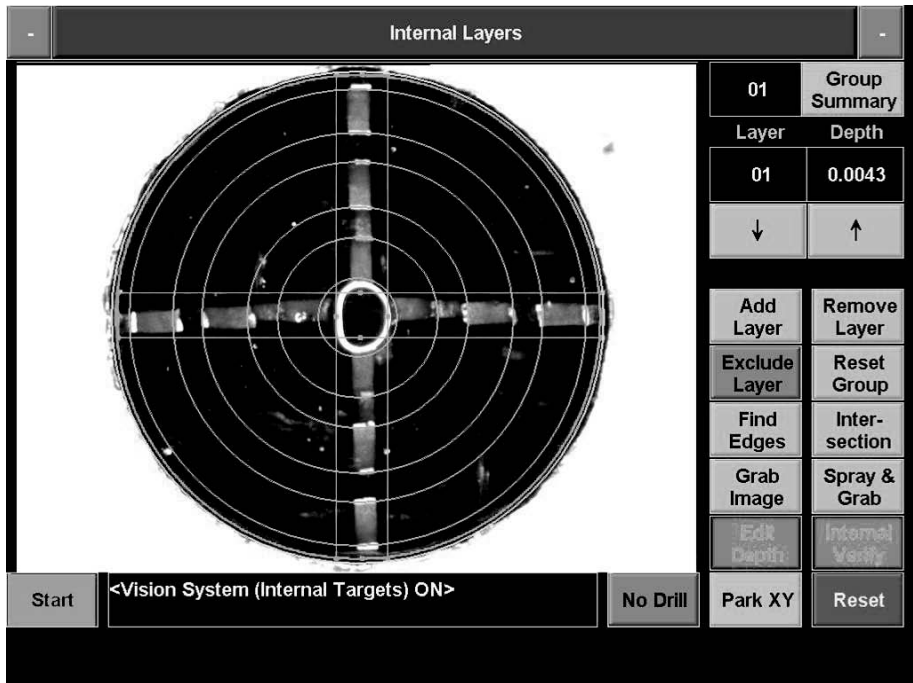 - Internal Layers -
01 Group
Summary
Layer Depth
01 0.0043
↓ ↑
Add
Layer
Remove
Layer
Exclude
Layer
Reset
Group
Find
Edges
Inter-
section
Grab
Image
Spray &
Grab
Edit
Depth
Internal
Verify
Start
<Vision System (Internal Targets) ON>
No Drill
Park XY
Reset